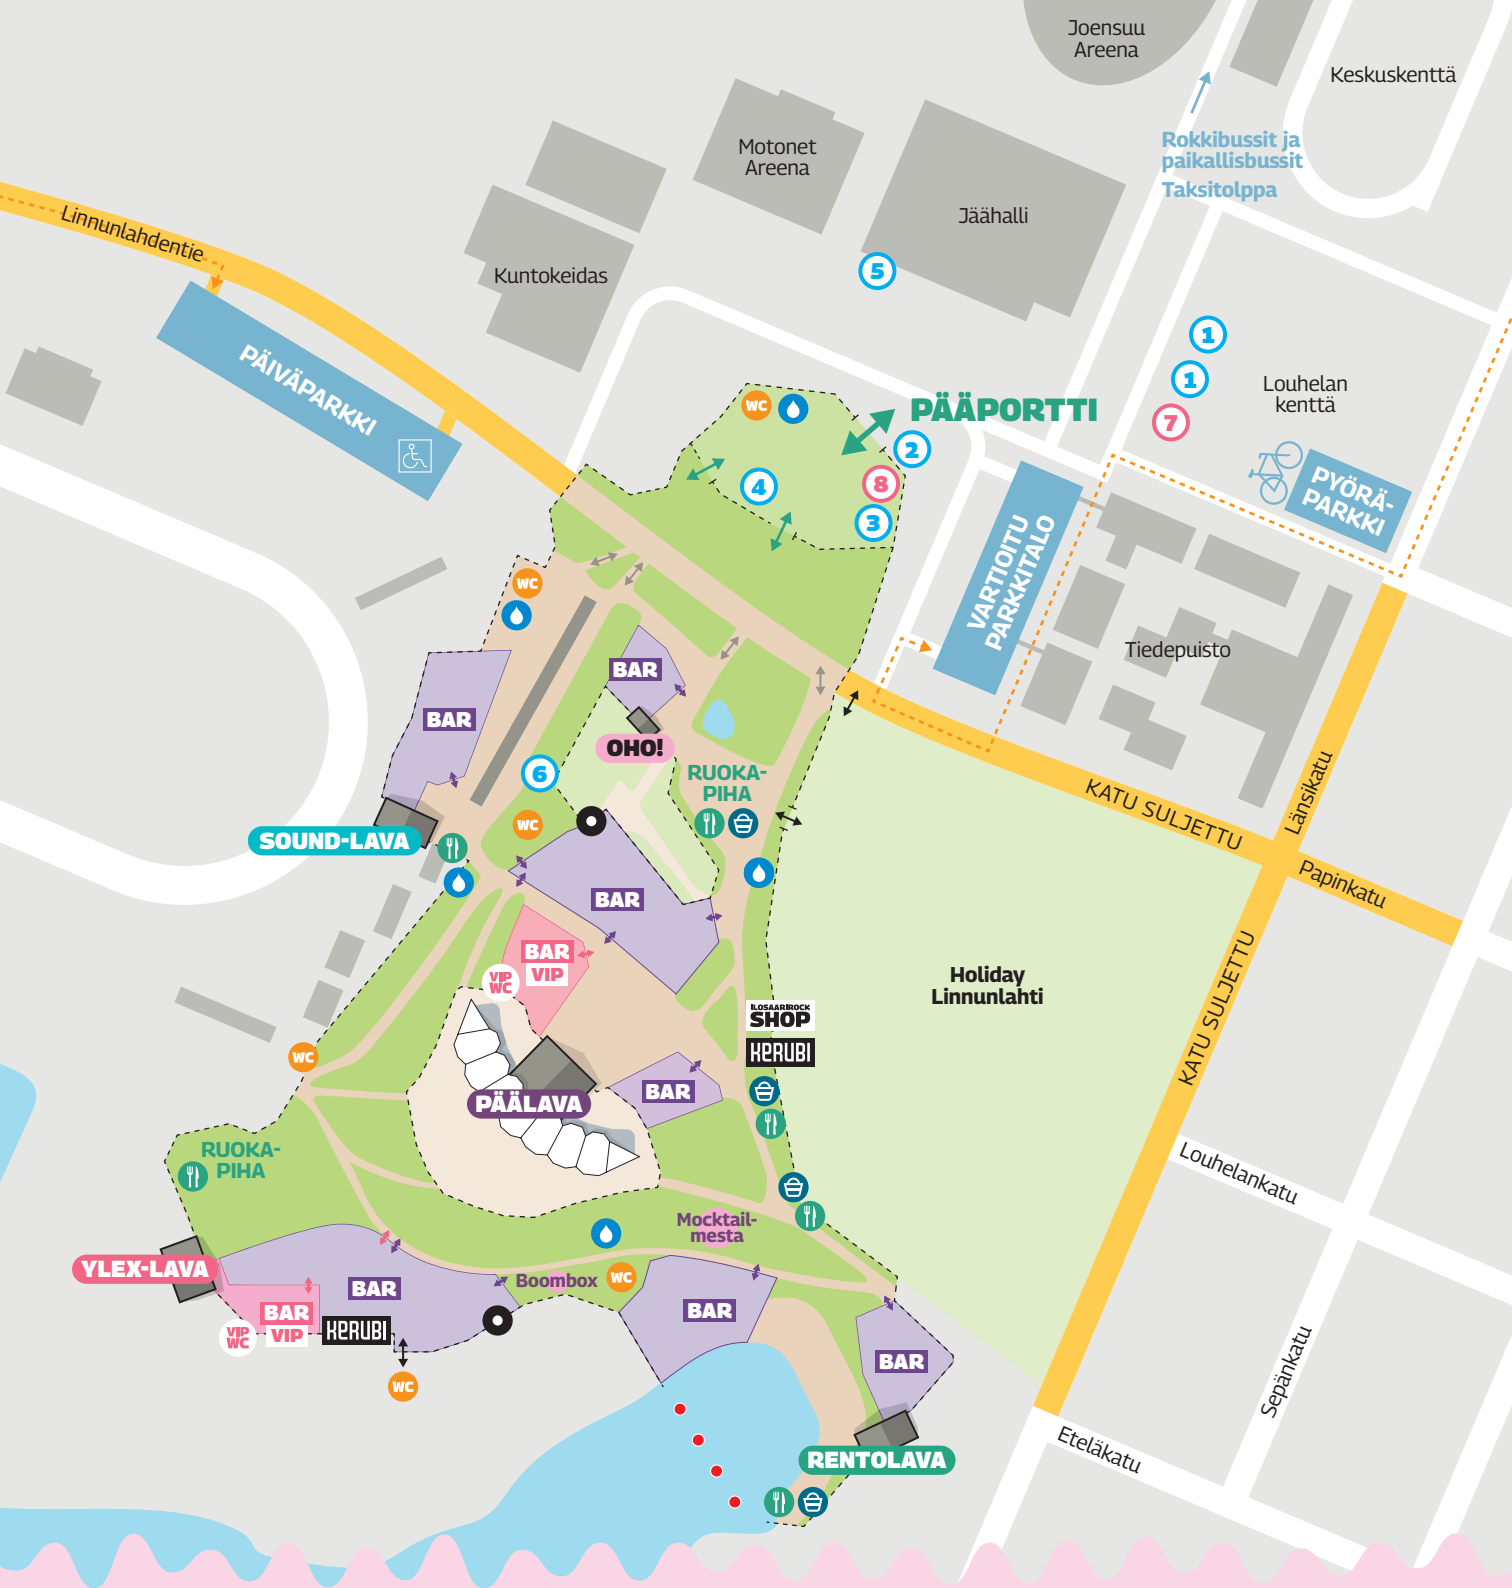 Joensuu
Areena
Keskuskenttä
Motonet
Areena
Rokkibussit ja
paikallisbussit
Taksitolppa
Jäähalli
Linnunlahdentie
Kuntokeidas
5
1
1
7
Louhelan
kenttä
PÄIVÄPARKKI
WC
PÄÄPORTTI
2
4
8
3
PYÖRÄ-
PARKKI
VARTIOITU
PARKKITALO
WC
Tiedepuisto
BAR
BAR
OHO!
6
RUOKA-
PIHA
KATU SULJETTU
Länsikatu
SOUND-LAVA
WC
Papinkatu
BAR
BAR
VIP
VIP
WC
Holiday
Linnunlahti
ILOSAARIROCK
SHOP
KERUBI
KATU SULJETTU
WC
BAR
PÄÄLAVA
RUOKA-
PIHA
Louhelankatu
Mocktail-
mesta
YLEX-LAVA
BAR
Boombox
WC
BAR
BAR
VIP
VIP
WC
KERUBI
BAR
WC
Sepänkatu
Eteläkatu
RENTOLAVA